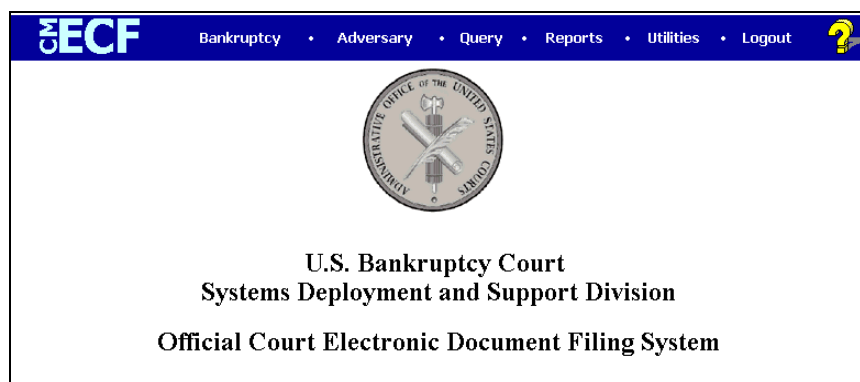 CM ECF Bankruptcy • Adversary • Query • Reports • Utilities • Logout ?
ADMINISTRATIVE OFFICE OF THE UNITED STATES COURTS
U.S. Bankruptcy Court
Systems Deployment and Support Division
Official Court Electronic Document Filing System